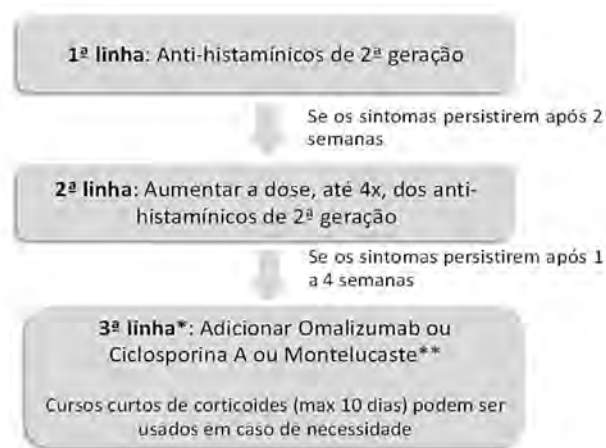 1ª linha: Anti-histamínicos de 2ª geração
Se os sintomas persistirem após 2
semanas
2ª linha: Aumentar a dose, até 4x, dos anti-
histamínicos de 2ª geração
Se os sintomas persistirem após 1
a 4 semanas
3ª linha*: Adicionar Omalizumab ou
Ciclosporina A ou Montelucaste**
Cursos curtos de corticoides (max 10 dias) podem ser
usados em caso de necessidade